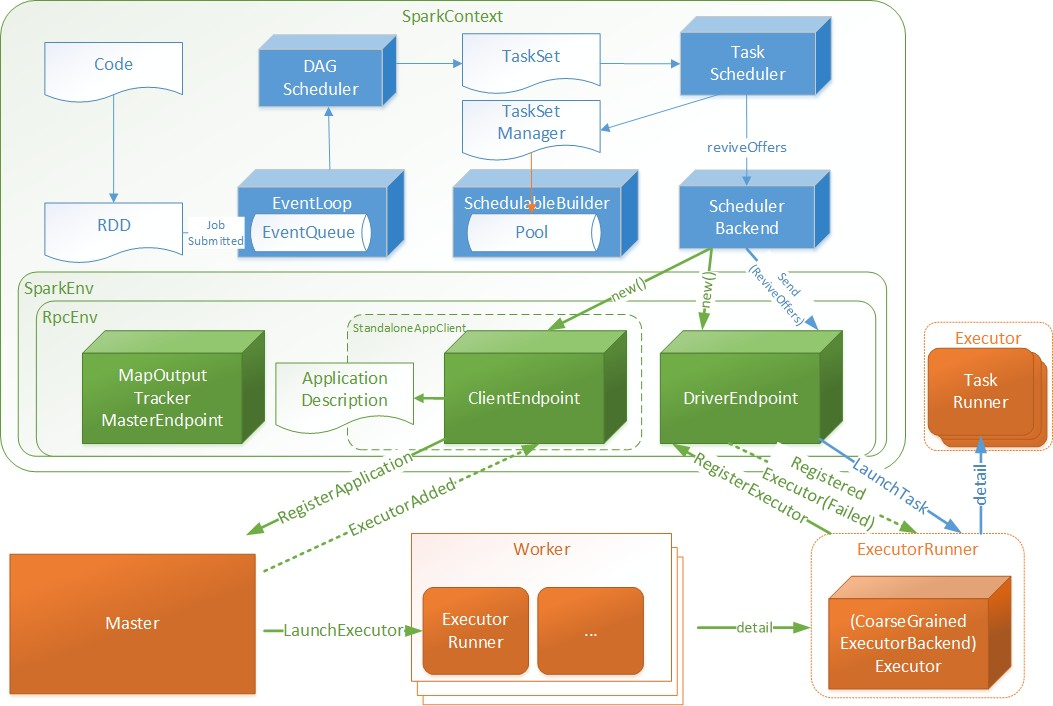 SparkContext
Code
DAG
Scheduler
TaskSet
Task
Scheduler
TaskSet
Manager
reviveOffers
RDD
Job
Submitted
EventLoop
EventQueue
SchedulableBuilder
Pool
Scheduler
Backend
SparkEnv
new()
new()
Send
(ReviveOffers)
RpcEnv
StandaloneAppClient
MapOutput
Tracker
MasterEndpoint
Application
Description
ClientEndpoint
DriverEndpoint
Executor
Task
Runner
RegisterApplication
ExecutorAdded
RegisterExecutor
Registered
Executor(Failed)
LaunchTask
detail
Master
LaunchExecutor
Worker
Executor
Runner
...
detail
ExecutorRunner
(CoarseGrained
ExecutorBackend)
Executor